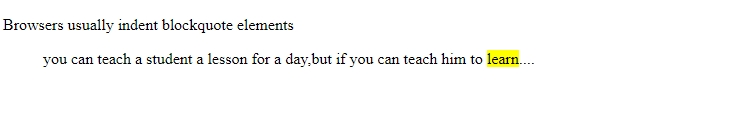 Browsers usually indent blockquote elements
you can teach a student a lesson for a day,but if you can teach him to learn....